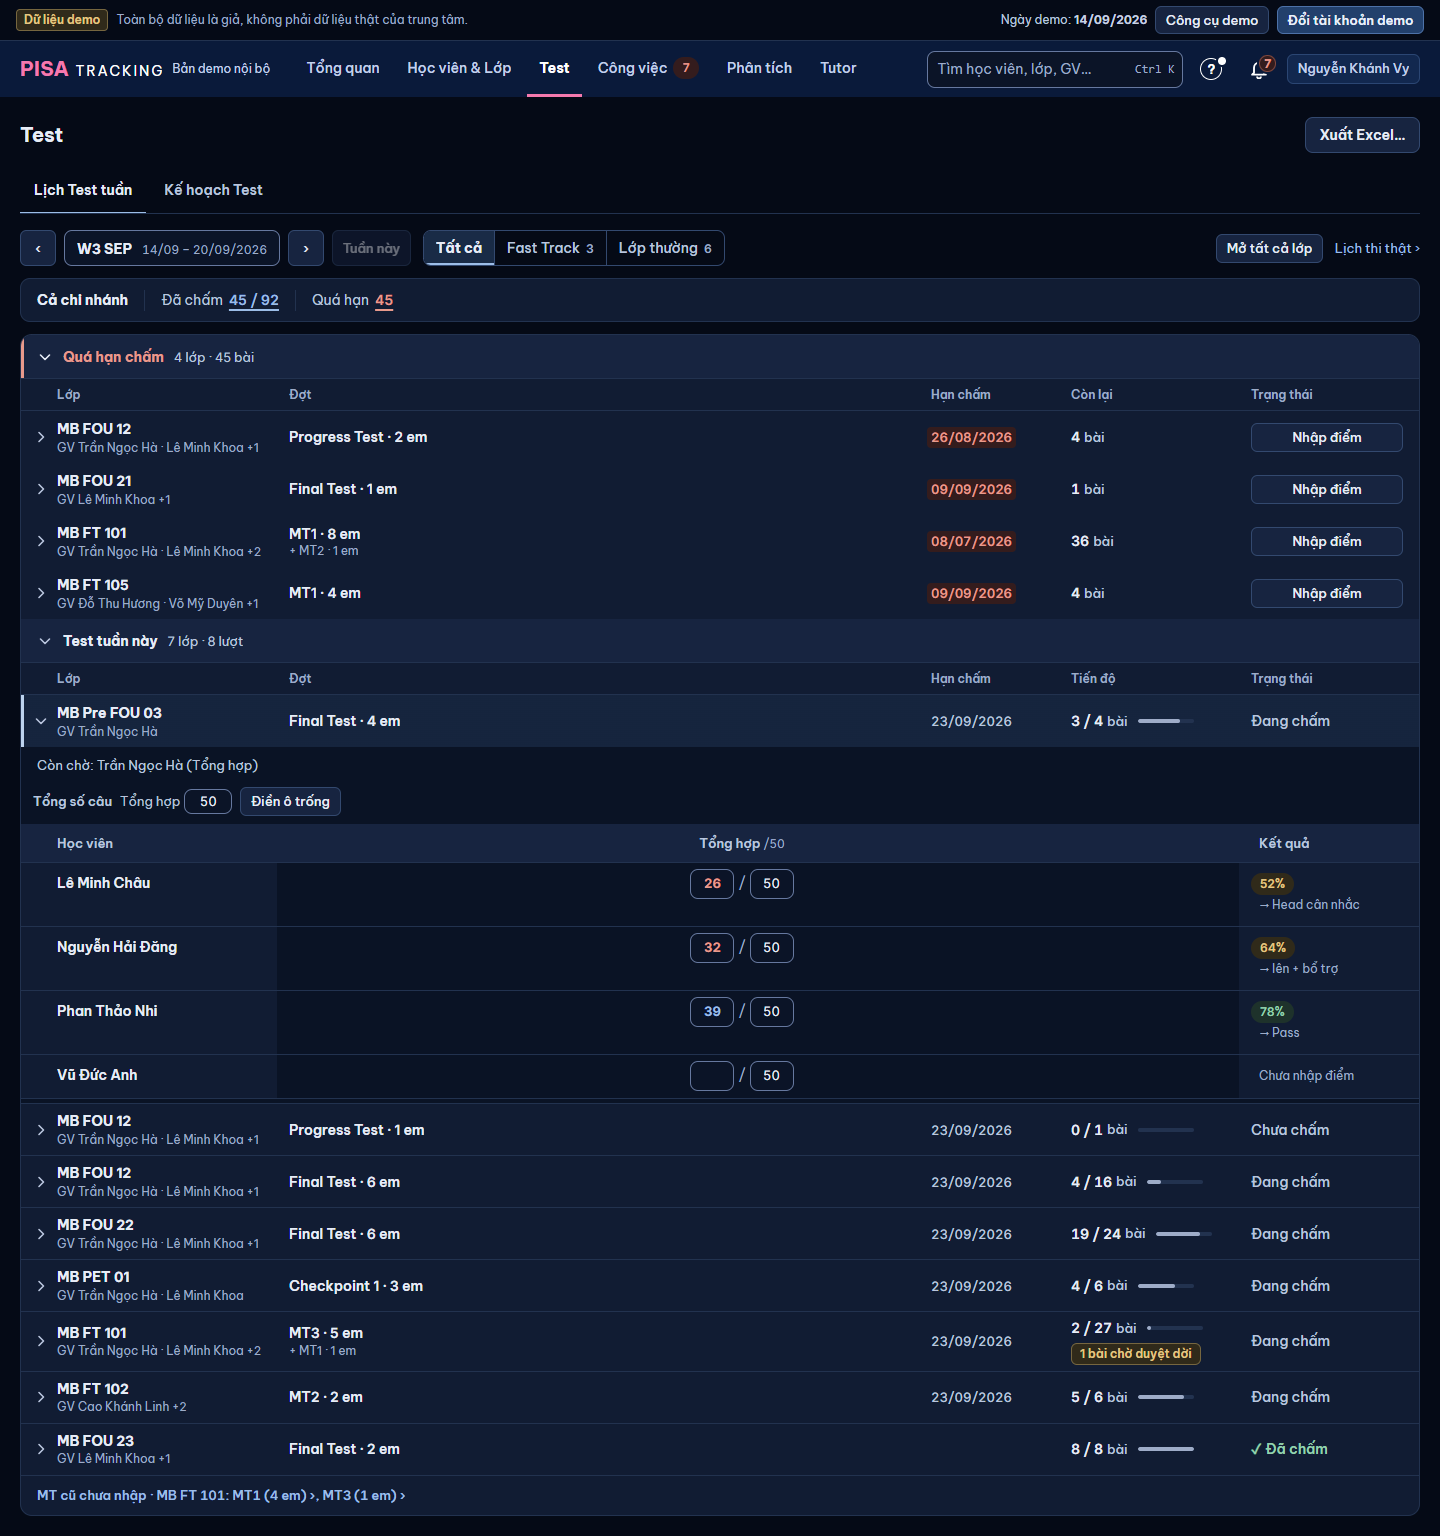 Dữ liệu demo Toàn bộ dữ liệu là giả, không phải dữ liệu thật của trung tâm. Ngày demo: 14/09/2026 Công cụ demo Đổi tài khoản demo
PISA TRACKING Bản demo nội bộ Tổng quan Học viên & Lớp Test Công việc 7 Phân tích Tutor Tìm học viên, lớp, GV... Ctrl K ? 7 Nguyễn Khánh Vy
Test Xuất Excel...
Lịch Test tuần Kế hoạch Test
‹ W3 SEP 14/09 – 20/09/2026 › Tuần này Tất cả Fast Track 3 Lớp thường 6 Mở tất cả lớp Lịch thi thật ›
Cả chi nhánh Đã chấm 45 / 92 Quá hạn 45
Quá hạn chấm 4 lớp · 45 bài
Lớp Đợt Hạn chấm Còn lại Trạng thái
MB FOU 12 Progress Test · 2 em 26/08/2026 4 bài Nhập điểm
GV Trần Ngọc Hà · Lê Minh Khoa +1
MB FOU 21 Final Test · 1 em 09/09/2026 1 bài Nhập điểm
GV Lê Minh Khoa +1
MB FT 101 MT1 · 8 em 08/07/2026 36 bài Nhập điểm
GV Trần Ngọc Hà · Lê Minh Khoa +2 + MT2 · 1 em
MB FT 105 MT1 · 4 em 09/09/2026 4 bài Nhập điểm
GV Đỗ Thu Hương · Võ Mỹ Duyên +1
Test tuần này 7 lớp · 8 lượt
Lớp Đợt Hạn chấm Tiến độ Trạng thái
MB Pre FOU 03 Final Test · 4 em 23/09/2026 3 / 4 bài Đang chấm
GV Trần Ngọc Hà
Còn chờ: Trần Ngọc Hà (Tổng hợp)
Tổng số câu Tổng hợp 50 Điền ô trống
Học viên Tổng hợp /50 Kết quả
Lê Minh Châu 26 / 50 52%
→ Head cân nhắc
Nguyễn Hải Đăng 32 / 50 64%
→ lên + bổ trợ
Phan Thảo Nhi 39 / 50 78%
→ Pass
Vũ Đức Anh / 50 Chưa nhập điểm
MB FOU 12 Progress Test · 1 em 23/09/2026 0 / 1 bài Chưa chấm
GV Trần Ngọc Hà · Lê Minh Khoa +1
MB FOU 12 Final Test · 6 em 23/09/2026 4 / 16 bài Đang chấm
GV Trần Ngọc Hà · Lê Minh Khoa +1
MB FOU 22 Final Test · 6 em 23/09/2026 19 / 24 bài Đang chấm
GV Trần Ngọc Hà · Lê Minh Khoa +1
MB PET 01 Checkpoint 1 · 3 em 23/09/2026 4 / 6 bài Đang chấm
GV Trần Ngọc Hà · Lê Minh Khoa
MB FT 101 MT3 · 5 em 23/09/2026 2 / 27 bài Đang chấm
GV Trần Ngọc Hà · Lê Minh Khoa +2 + MT1 · 1 em 1 bài chờ duyệt dời
MB FT 102 MT2 · 2 em 23/09/2026 5 / 6 bài Đang chấm
GV Cao Khánh Linh +2
MB FOU 23 Final Test · 2 em 8 / 8 bài ✓ Đã chấm
GV Lê Minh Khoa +1
MT cũ chưa nhập · MB FT 101: MT1 (4 em) ›, MT3 (1 em) ›